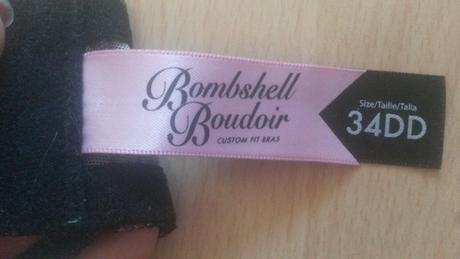 Bombshell
Boudoir
CUSTOM FIT BRAS
Size/Taille/Talla
34DD